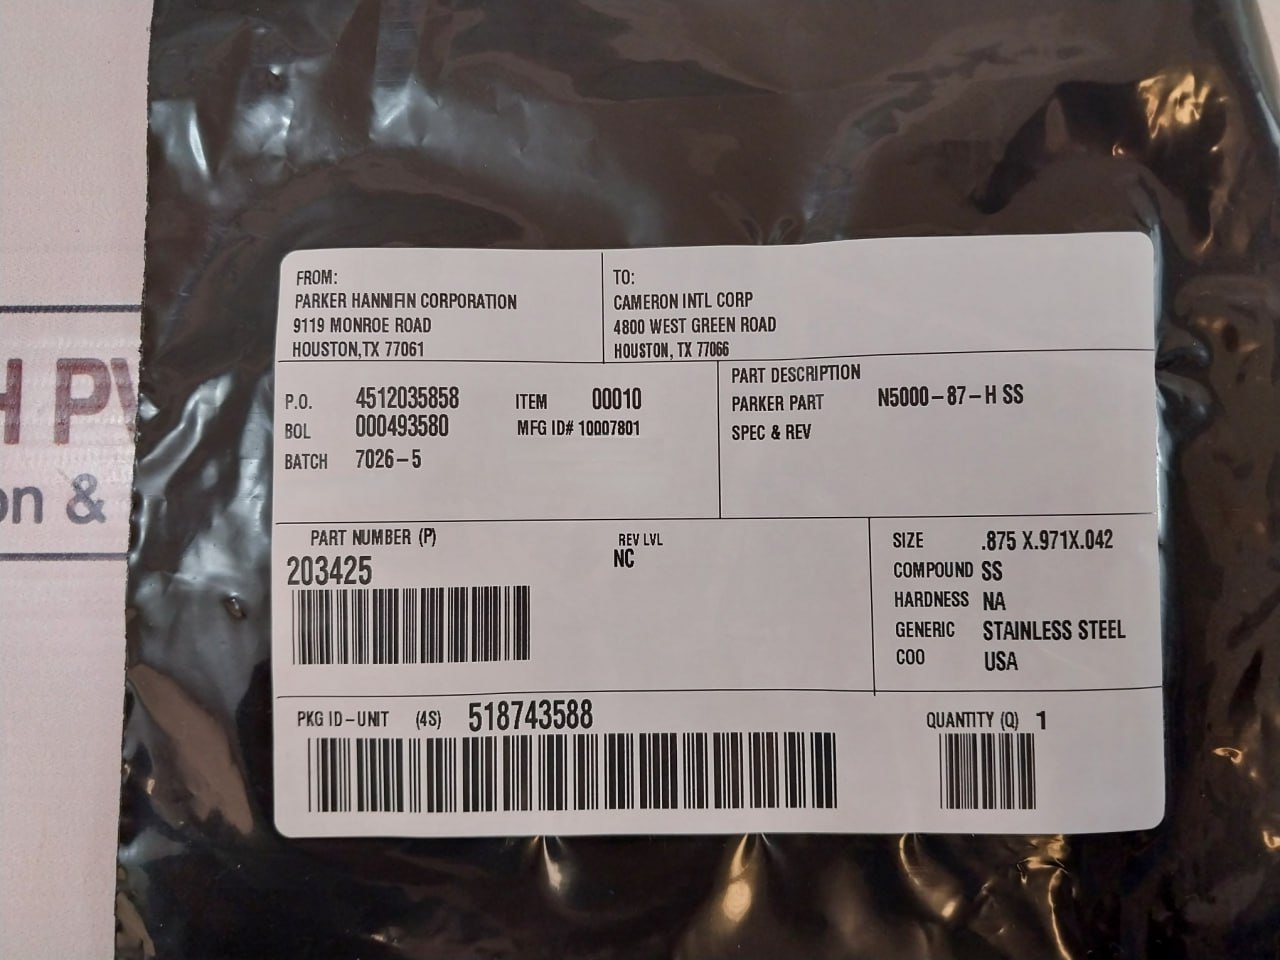 FROM:
PARKER HANNIFIN CORPORATION
9119 MONROE ROAD
HOUSTON,TX 77061
TO:
CAMERON INTL CORP
4800 WEST GREEN ROAD
HOUSTON, TX 77066
P.O. 4512035858 ITEM 00010
BOL 000493580 MFG ID# 10007801
BATCH 7026-5
PART DESCRIPTION
PARKER PART N5000-87-H SS
SPEC & REV
PART NUMBER (P)
203425
REV LVL
NC
SIZE .875 X.971X.042
COMPOUND SS
HARDNESS NA
GENERIC STAINLESS STEEL
COO USA
PKG ID-UNIT (4S) 518743588
QUANTITY (Q) 1
H PV
on &